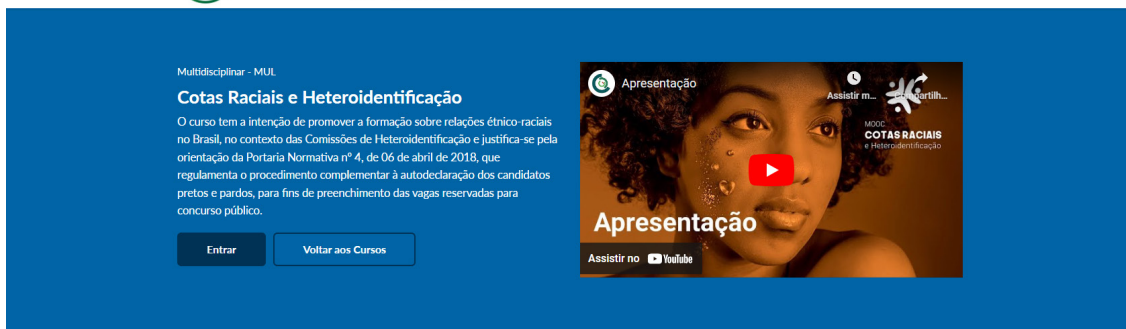 Multidisciplinar - MUL
Cotas Raciais e Heteroidentificação
O curso tem a intenção de promover a formação sobre relações étnico-raciais
no Brasil, no contexto das Comissões de Heteroidentificação e justifica-se pela
orientação da Portaria Normativa nº 4, de 06 de abril de 2018, que
regulamenta o procedimento complementar à autodeclaração dos candidatos
pretos e pardos, para fins de preenchimento das vagas reservadas para
concurso público.
Entrar
Voltar aos Cursos
Apresentação
Assistir m...
Compartilh...
MOOC
COTAS RACIAIS
e Heteroidentificação
Apresentação
Assistir no YouTube